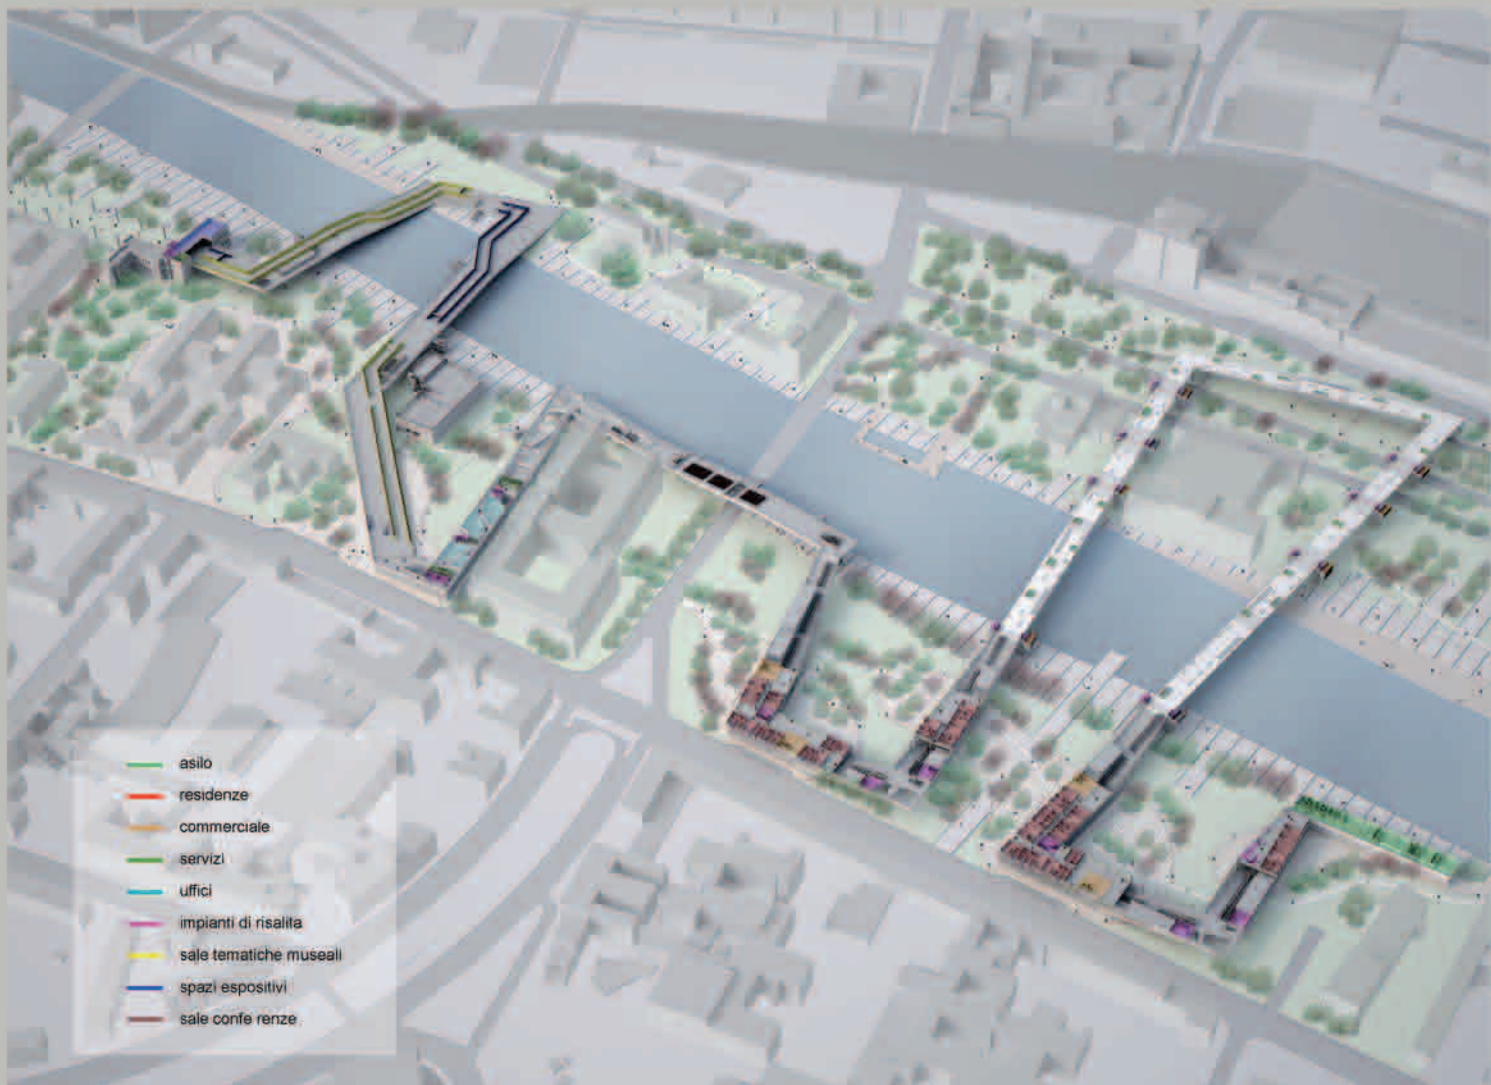 asilo
residenze
commerciale
servizi
uffici
impianti di risalita
sale tematiche museali
spazi espositivi
sale confe renze